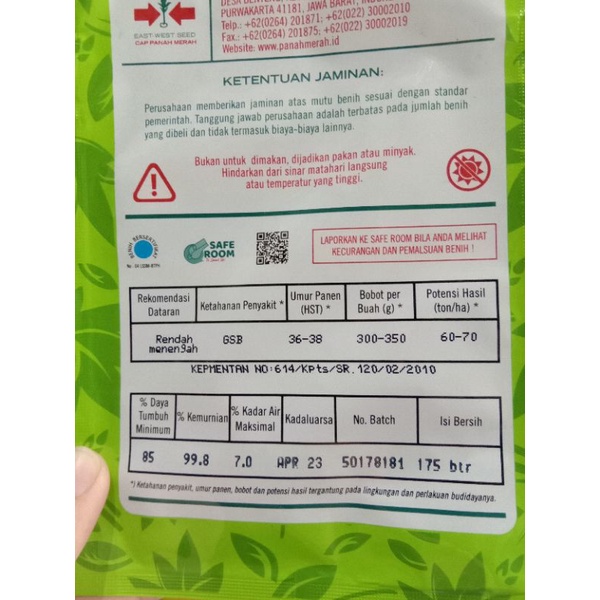 EAST WEST SEED
CAP PANAH MERAH
PURWAKARTA 41181, JAWA BARAT,
Telp.: +62(0264) 201871; +62(022) 30002010
Fax.: +62(0264) 201875; +62(022) 30002019
Website: www.panahmerah.id
KETENTUAN JAMINAN:
Perusahaan memberikan jaminan atas mutu benih sesuai dengan standar
pemerintah. Tanggung jawab perusahaan adalah terbatas pada jumlah benih
yang dibeli dan tidak termasuk biaya-biaya lainnya.
Bukan untuk dimakan, dijadikan pakan atau minyak.
Hindarkan dari sinar matahari langsung
atau temperatur yang tinggi.
SAFE
ROOM
LAPORKAN KE SAFE ROOM BILA ANDA MELIHAT
KECURANGAN DAN PEMALSUAN BENIH !
Rekomendasi Dataran Ketahanan Penyakit * Umur Panen (HST) * Bobot per Buah (g) * Potensi Hasil (ton/ha) *
Rendah menengah GSB 36-38 300-350 60-70
KEPMENTAN NO:614/Kpts/SR.120/02/2010
% Daya Tumbuh Minimum % Kemurnian % Kadar Air Maksimal Kadaluarsa No. Batch Isi Bersih
85 99.8 7.0 APR 23 50178181 175 btr
*) Ketahanan penyakit, umur panen, bobot dan potensi hasil tergantung pada lingkungan dan perlakuan budidayanya.